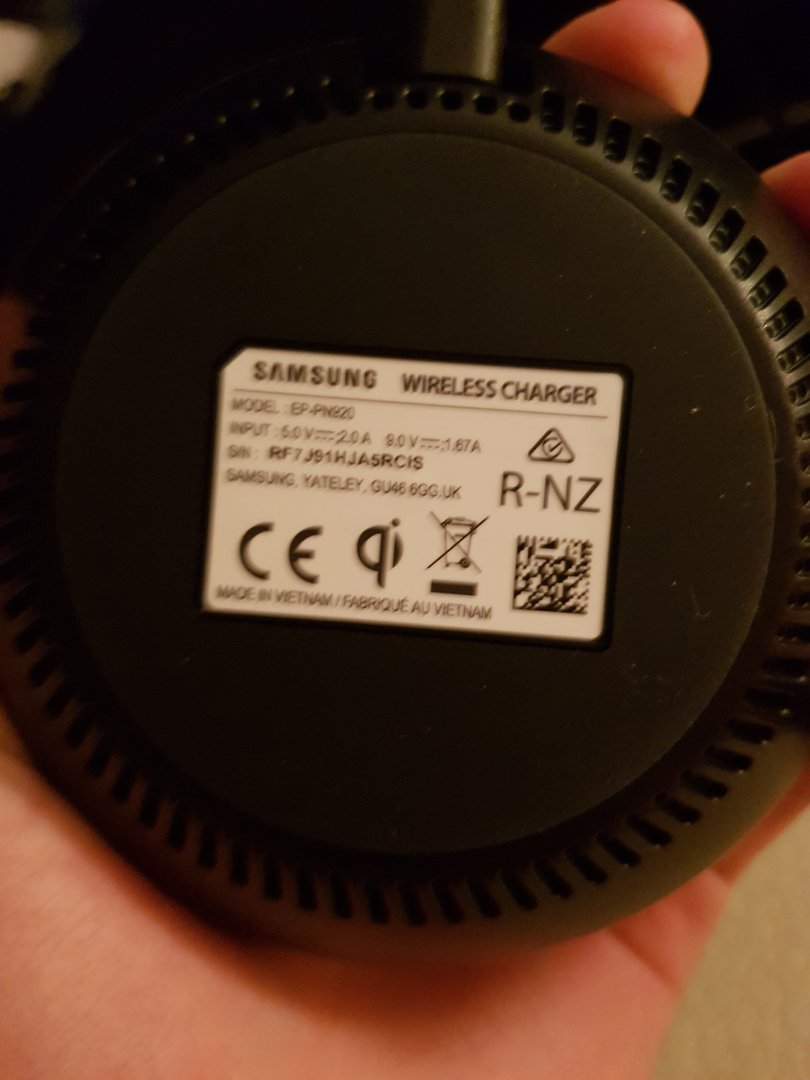 SAMSUNG WIRELESS CHARGER
MODEL : EP-PN920
INPUT : 5.0 V⎓; 2.0 A 9.0 V⎓; 1.67A
S/N : RF7J91HJA5RCIS
SAMSUNG, YATELEY, GU46 6GG.UK
R-NZ
CE qi
MADE IN VIETNAM / FABRIQUÉ AU VIETNAM